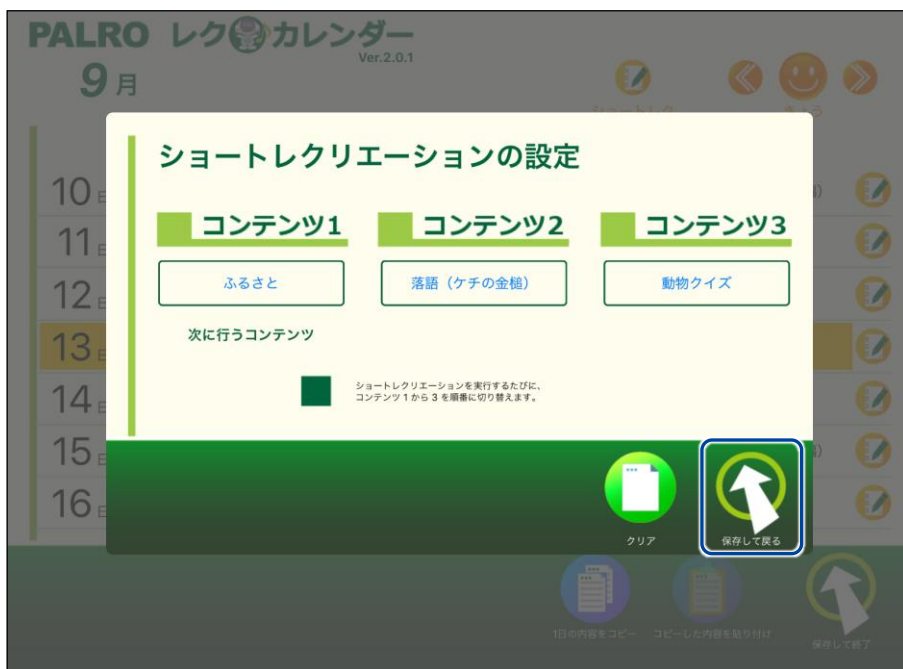 PALRO レク カレンダー
Ver.2.0.1
9月
きょう
ショートレクリエーションの設定
コンテンツ1 コンテンツ2 コンテンツ3
ふるさと 落語（ケチの金槌） 動物クイズ
次に行うコンテンツ
ショートレクリエーションを実行するたびに、
コンテンツ 1 から 3 を順番に切り替えます。
10日
11日
12日
13日
14日
15日
16日
クリア 保存して戻る
1日の内容をコピー コピーした内容を貼り付け 保存して終了